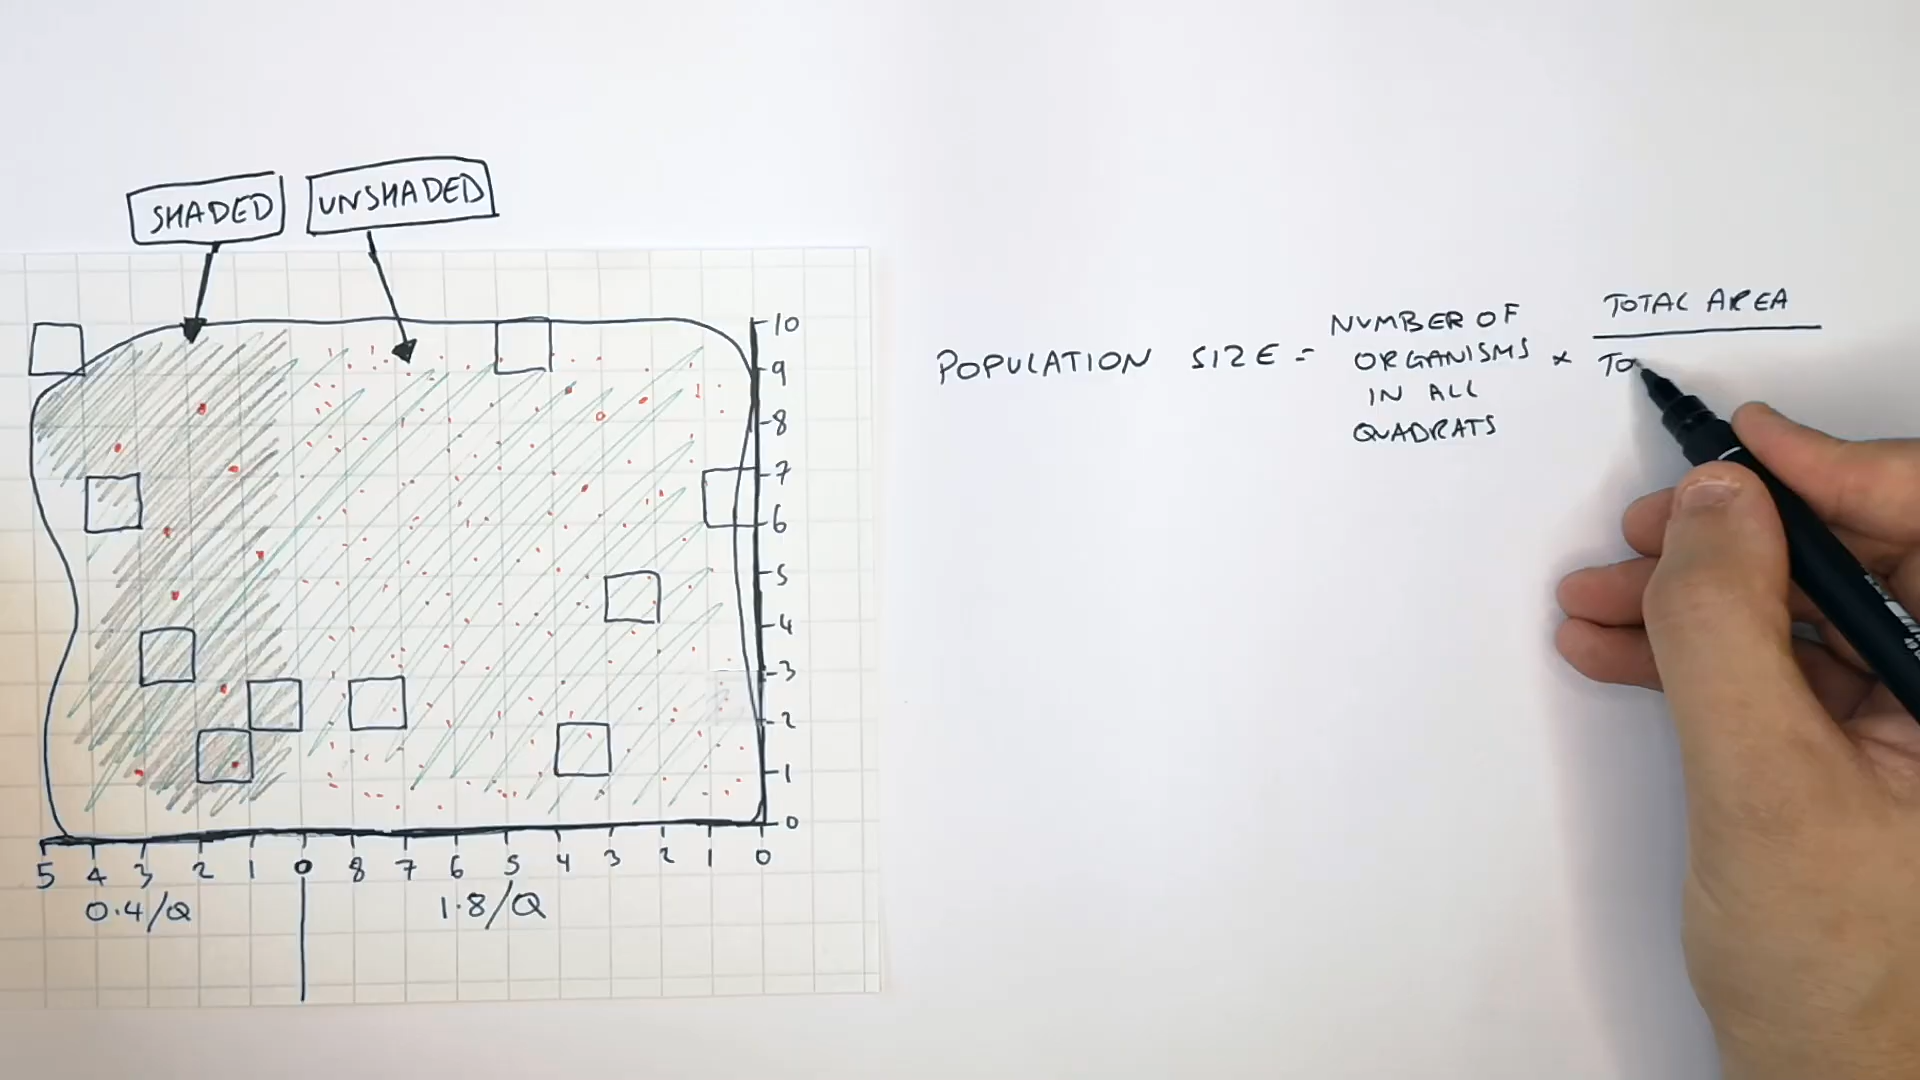 SHADED
UNSHADED
10
9
8
7
6
5
4
3
2
1
0
5 4 3 2 1 0 8 7 6 5 4 3 2 1 0
0.4/Q
1.8/Q
POPULATION SIZE =
NUMBER OF
ORGANISMS
IN ALL
QUADRATS
×
TOTAL AREA
TO